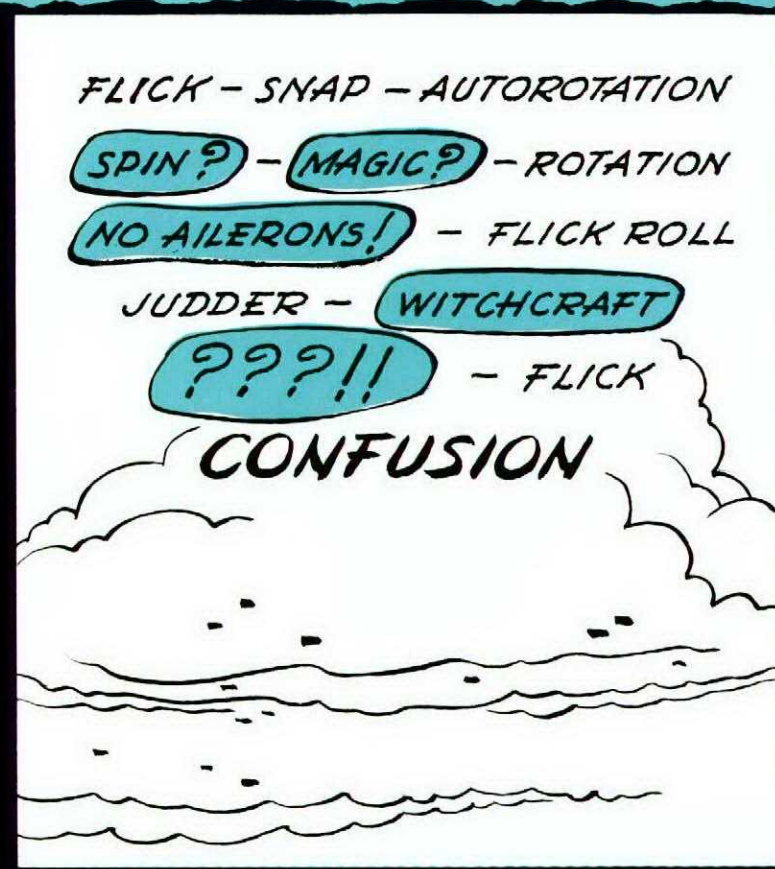 FLICK – SNAP – AUTOROTATION
SPIN? – MAGIC? – ROTATION
NO AILERONS! – FLICK ROLL
JUDDER – WITCHCRAFT
???!! – FLICK
CONFUSION